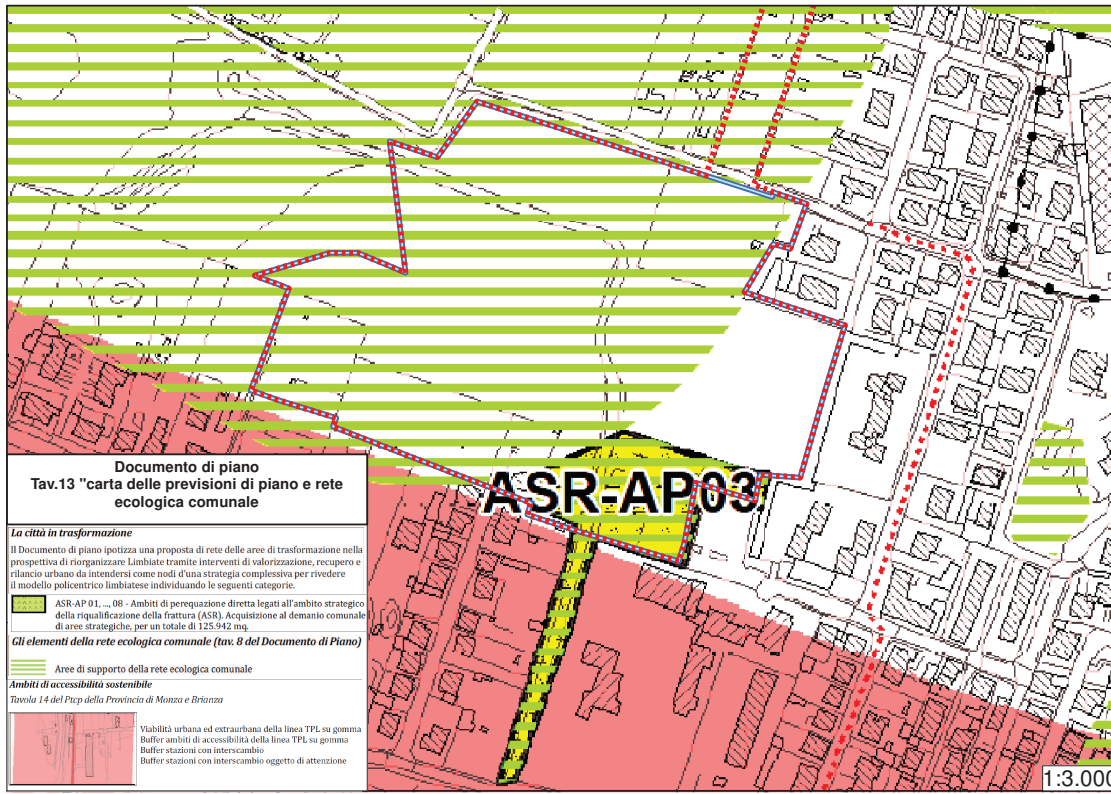 ASR-AP03
Documento di piano
Tav.13 "carta delle previsioni di piano e rete
ecologica comunale
La città in trasformazione
Il Documento di piano ipotizza una proposta di rete delle aree di trasformazione nella
prospettiva di riorganizzare Limbiate tramite interventi di valorizzazione, recupero e
rilancio urbano da intendersi come nodi d'una strategia complessiva per rivedere
il modello policentrico limbiatese individuando le seguenti categorie.
ASR-AP 01, ..., 08 - Ambiti di perequazione diretta legati all'ambito strategico
della riqualificazione della frattura (ASR). Acquisizione al demanio comunale
di aree strategiche, per un totale di 125.942 mq.
Gli elementi della rete ecologica comunale (tav. 8 del Documento di Piano)
Aree di supporto della rete ecologica comunale
Ambiti di accessibilità sostenibile
Tavola 14 del Ptcp della Provincia di Monza e Brianza
Viabilità urbana ed extraurbana della linea TPL su gomma
Buffer ambiti di accessibilità della linea TPL su gomma
Buffer stazioni con interscambio
Buffer stazioni con interscambio oggetto di attenzione
1:3.000